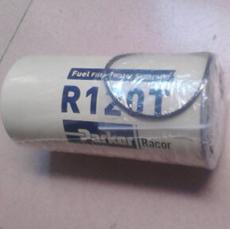 Fuel Filter/Water Separator
R120T
Parker Racor